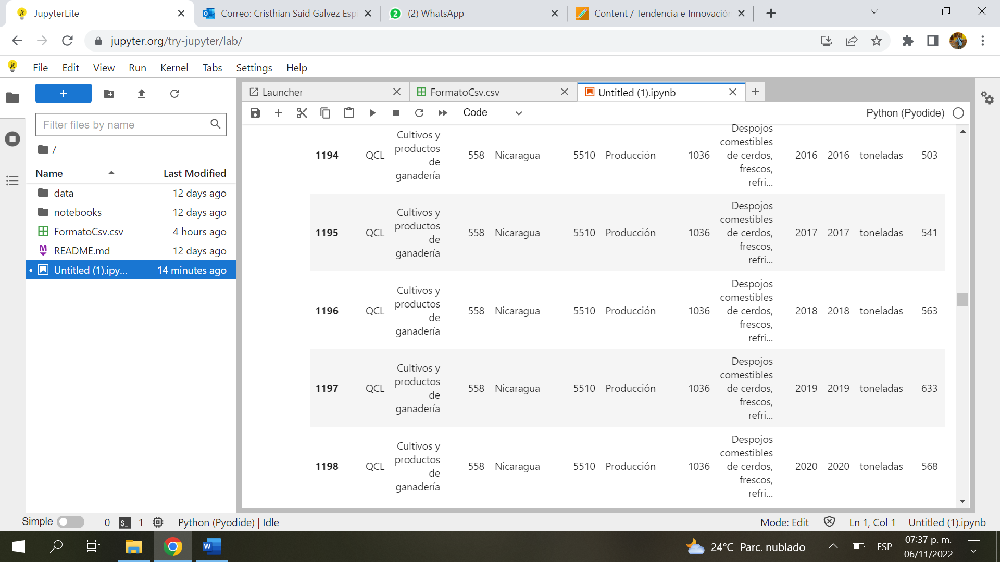 JupyterLite
Correo: Cristhian Said Galvez Esp
(2) WhatsApp
Content / Tendencia e Innovación
jupyter.org/try-jupyter/lab/
File Edit View Run Kernel Tabs Settings Help
+
Filter files by name
/
Name Last Modified
data 12 days ago
notebooks 12 days ago
FormatoCsv.csv 4 hours ago
README.md 12 days ago
Untitled (1).ipy... 14 minutes ago
Launcher
FormatoCsv.csv
Untitled (1).ipynb
Code
Python (Pyodide)
1194 QCL
Cultivos y
productos
de
ganadería
558 Nicaragua 5510 Producción 1036
Despojos
comestibles
de cerdos,
frescos,
refri...
2016 2016 toneladas 503
1195 QCL
Cultivos y
productos
de
ganadería
558 Nicaragua 5510 Producción 1036
Despojos
comestibles
de cerdos,
frescos,
refri...
2017 2017 toneladas 541
1196 QCL
Cultivos y
productos
de
ganadería
558 Nicaragua 5510 Producción 1036
Despojos
comestibles
de cerdos,
frescos,
refri...
2018 2018 toneladas 563
1197 QCL
Cultivos y
productos
de
ganadería
558 Nicaragua 5510 Producción 1036
Despojos
comestibles
de cerdos,
frescos,
refri...
2019 2019 toneladas 633
1198 QCL
Cultivos y
productos
de
ganadería
558 Nicaragua 5510 Producción 1036
Despojos
comestibles
de cerdos,
frescos,
refri...
2020 2020 toneladas 568
Simple 0 $_ 1 Python (Pyodide) | Idle
Mode: Edit Ln 1, Col 1 Untitled (1).ipynb
24°C Parc. nublado
ESP
07:37 p. m.
06/11/2022